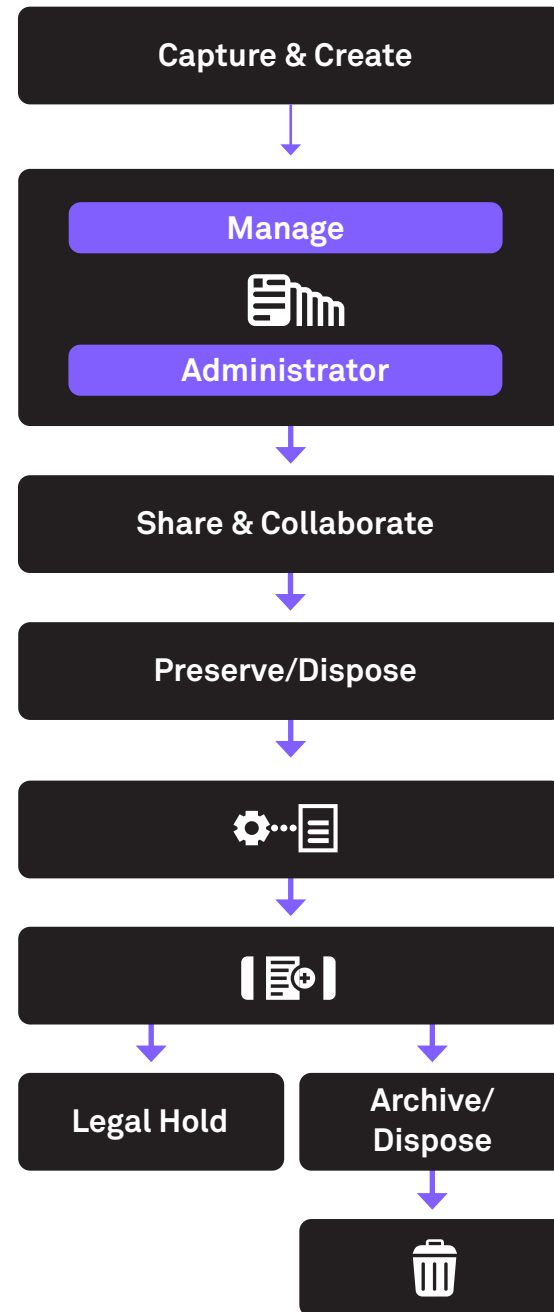 Capture & Create
Manage
Administrator
Share & Collaborate
Preserve/Dispose
Legal Hold
Archive/
Dispose